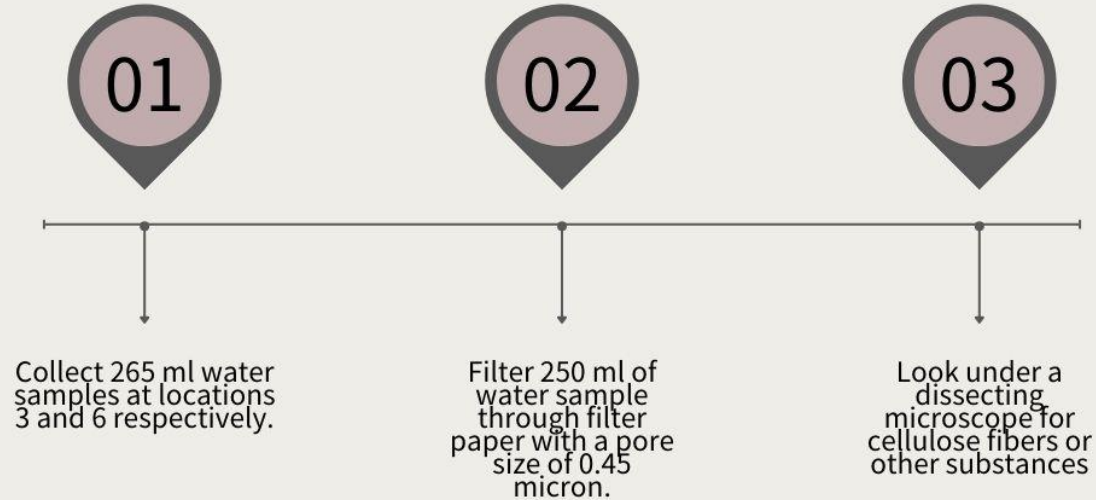 01
02
03
Collect 265 ml water
samples at locations
3 and 6 respectively.
Filter 250 ml of
water sample
through filter
paper with a pore
size of 0.45
micron.
Look under a
dissecting
microscope for
cellulose fibers or
other substances